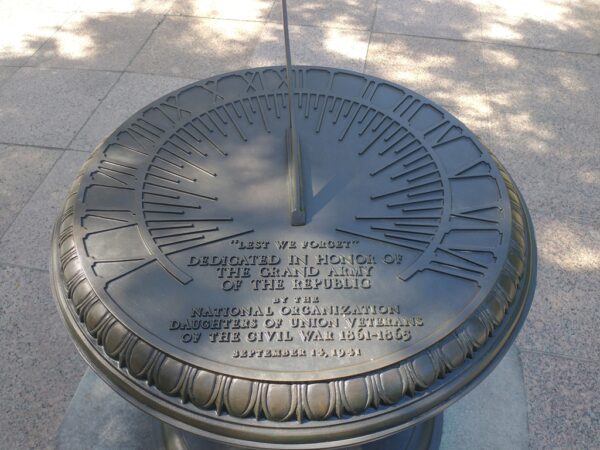 "LEST WE FORGET"
DEDICATED IN HONOR OF
THE GRAND ARMY
OF THE REPUBLIC
BY THE
NATIONAL ORGANIZATION
DAUGHTERS OF UNION VETERANS
OF THE CIVIL WAR 1861-1865
SEPTEMBER 14, 1941